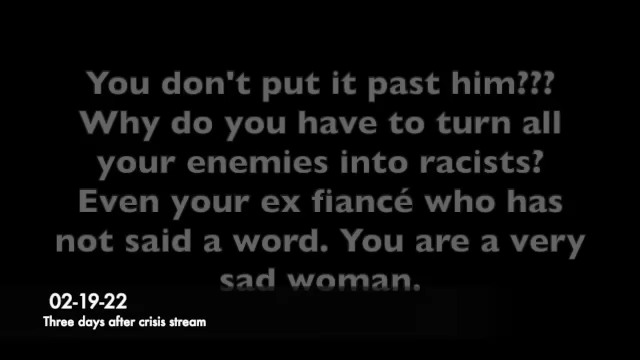 You don't put it past him???
Why do you have to turn all
your enemies into racists?
Even your ex fiancé who has
not said a word. You are a very
sad woman.
02-19-22
Three days after crisis stream